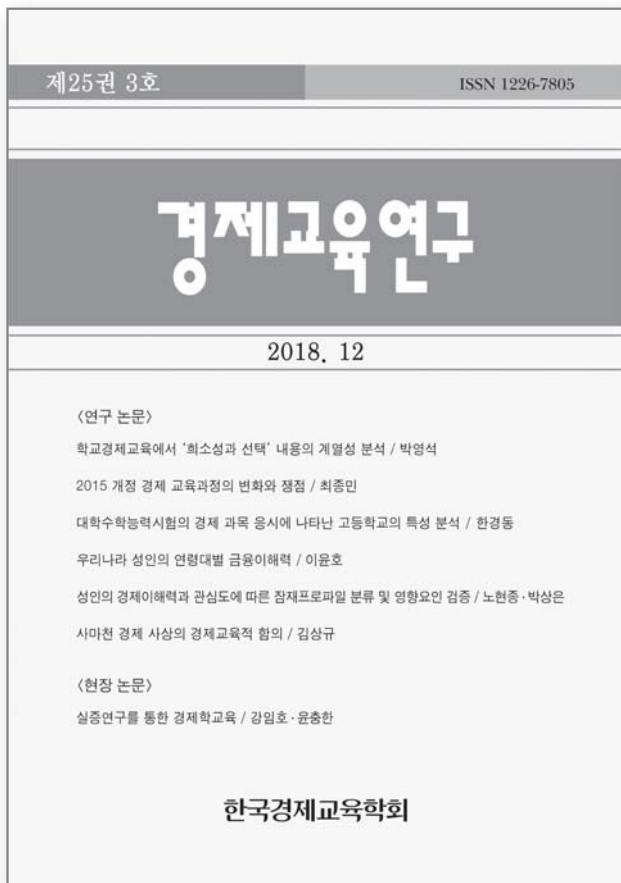 제25권 3호
ISSN 1226-7805
경제교육연구
2018. 12
〈연구 논문〉
학교경제교육에서 '희소성과 선택' 내용의 계열성 분석 / 박영석
2015 개정 경제 교육과정의 변화와 쟁점 / 최종민
대학수학능력시험의 경제 과목 응시에 나타난 고등학교의 특성 분석 / 한경동
우리나라 성인의 연령대별 금융이해력 / 이윤호
성인의 경제이해력과 관심도에 따른 잠재프로파일 분류 및 영향요인 검증 / 노현종·박상은
사마천 경제 사상의 경제교육적 함의 / 김상규
〈현장 논문〉
실증연구를 통한 경제학교육 / 강임호·윤충한
한국경제교육학회